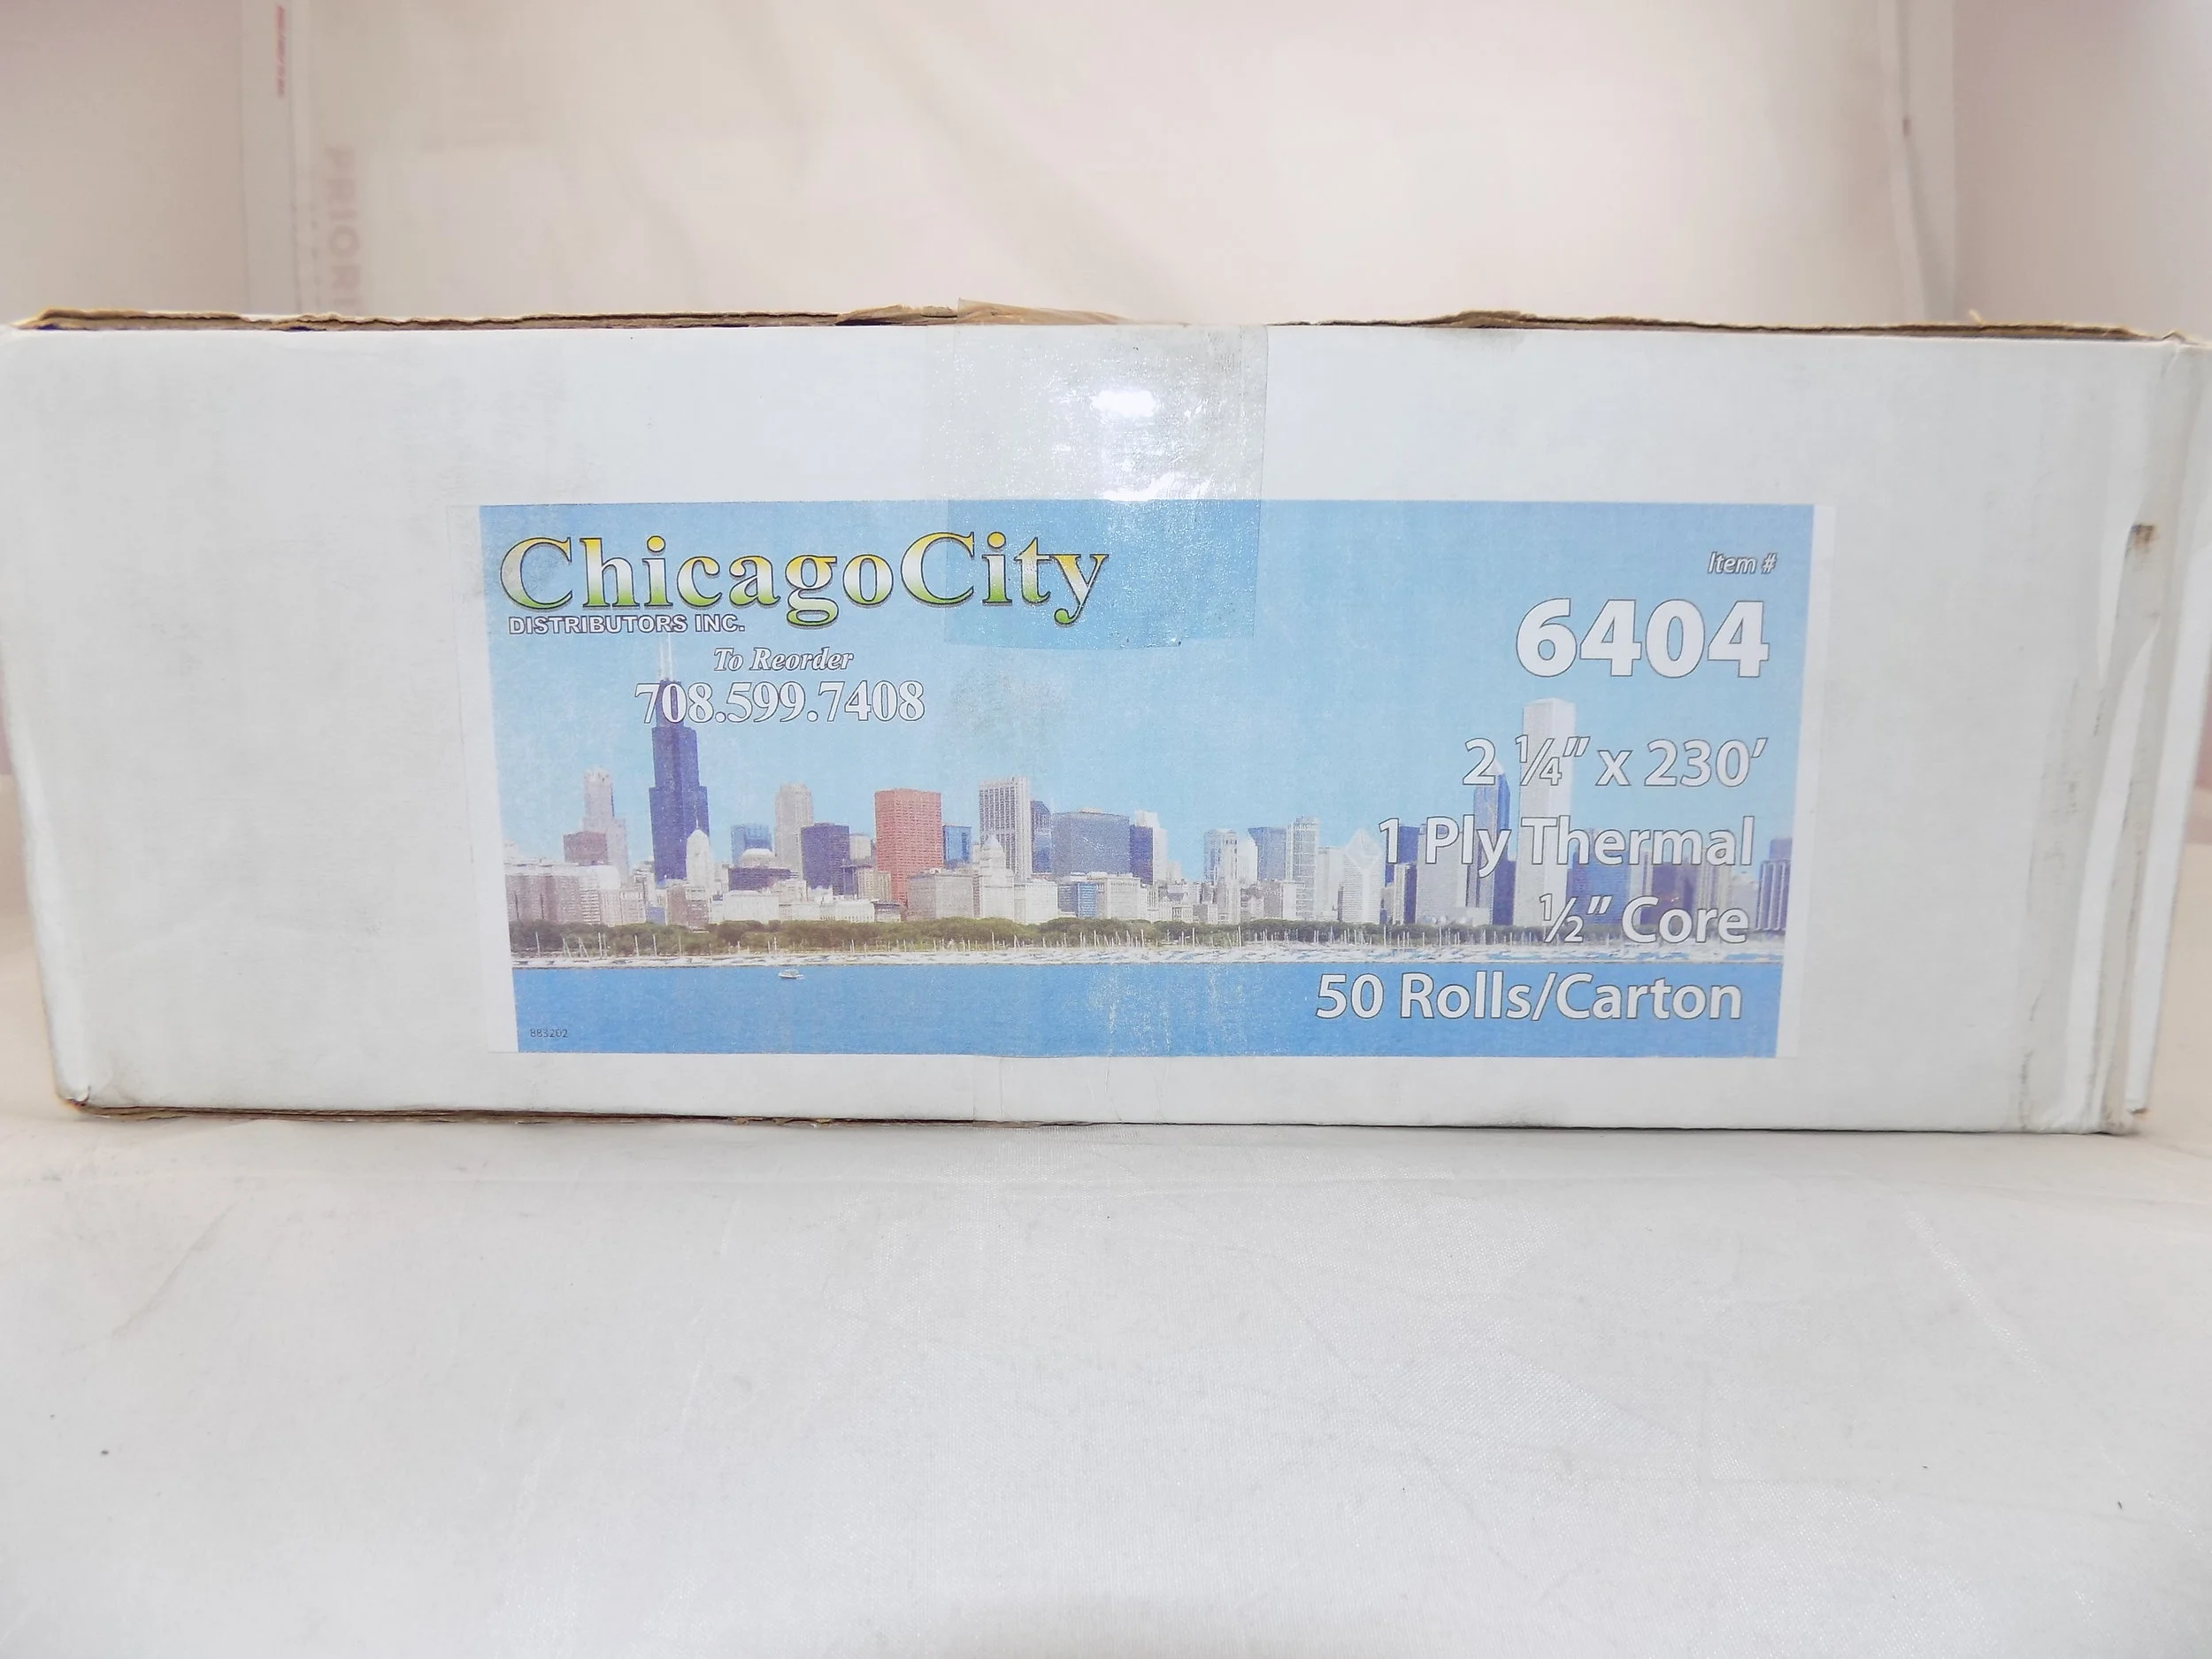 ChicagoCity
DISTRIBUTORS INC.
To Reorder
708.599.7408
Item #
6404
2 ¼" x 230'
1 Ply Thermal
½" Core
50 Rolls/Carton
883202